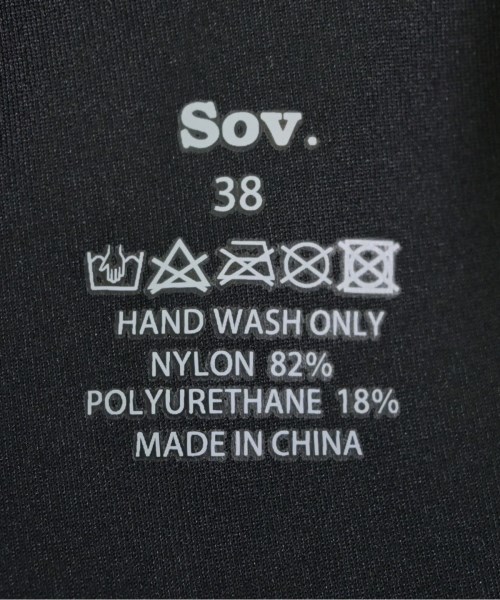 Sov.
38
HAND WASH ONLY
NYLON 82%
POLYURETHANE 18%
MADE IN CHINA